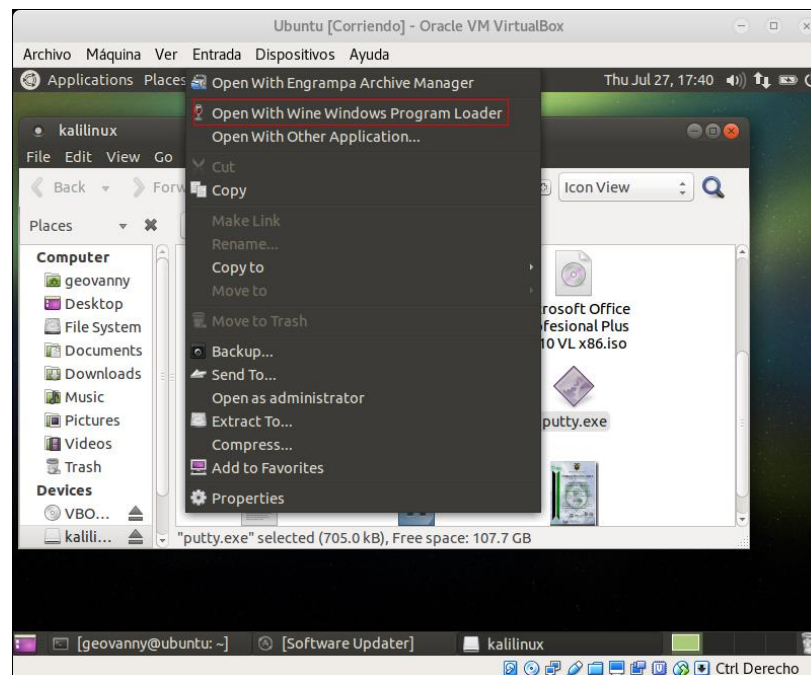 Ubuntu [Corriendo] - Oracle VM VirtualBox
Archivo Máquina Ver Entrada Dispositivos Ayuda
Applications Places
Thu Jul 27, 17:40
kalilinux
File Edit View Go
Back
Icon View
Places
Computer
geovanny
Desktop
File System
Documents
Downloads
Music
Pictures
Videos
Trash
Devices
VBO...
kalili...
Open With Engrampa Archive Manager
Open With Wine Windows Program Loader
Open With Other Application...
Cut
Copy
Make Link
Rename...
Copy to
Move to
Move to Trash
Backup...
Send To...
Open as administrator
Extract To...
Compress...
Add to Favorites
Properties
rosoft Office
fesional Plus
10 VL x86.iso
putty.exe
"putty.exe" selected (705.0 kB), Free space: 107.7 GB
[geovanny@ubuntu: ~]
[Software Updater]
kalilinux
Ctrl Derecho